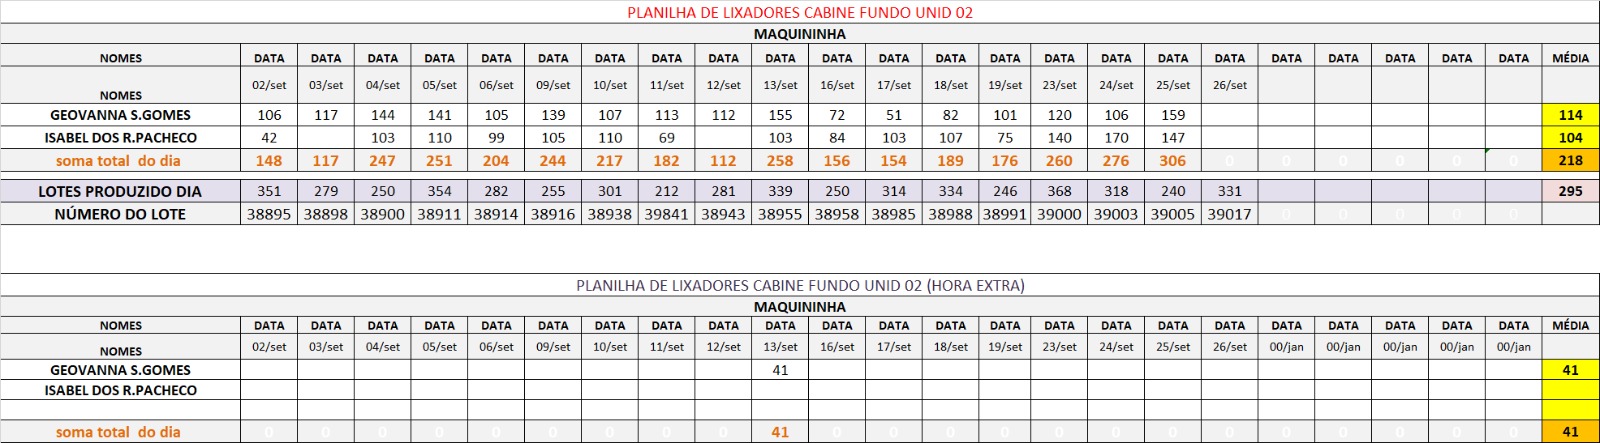 PLANILHA DE LIXADORES CABINE FUNDO UNID 02
MAQUININHA
NOMES DATA DATA DATA DATA DATA DATA DATA DATA DATA DATA DATA DATA DATA DATA DATA DATA DATA DATA DATA DATA DATA DATA DATA MÉDIA
NOMES 02/set 03/set 04/set 05/set 06/set 09/set 10/set 11/set 12/set 13/set 16/set 17/set 18/set 19/set 23/set 24/set 25/set 26/set
GEOVANNA S.GOMES 106 117 144 141 105 139 107 113 112 155 72 51 82 101 120 106 159 114
ISABEL DOS R.PACHECO 42 103 110 99 105 110 69 103 84 103 107 75 140 170 147 104
soma total do dia 148 117 247 251 204 244 217 182 112 258 156 154 189 176 260 276 306 0 0 0 0 0 0 218
LOTES PRODUZIDO DIA 351 279 250 354 282 255 301 212 281 339 250 314 334 246 368 318 240 331 295
NÚMERO DO LOTE 38895 38898 38900 38911 38914 38916 38938 39841 38943 38955 38958 38985 38988 38991 39000 39003 39005 39017 0 0 0 0 0
PLANILHA DE LIXADORES CABINE FUNDO UNID 02 (HORA EXTRA)
MAQUININHA
NOMES DATA DATA DATA DATA DATA DATA DATA DATA DATA DATA DATA DATA DATA DATA DATA DATA DATA DATA DATA DATA DATA DATA DATA MÉDIA
NOMES 02/set 03/set 04/set 05/set 06/set 09/set 10/set 11/set 12/set 13/set 16/set 17/set 18/set 19/set 23/set 24/set 25/set 26/set 00/jan 00/jan 00/jan 00/jan 00/jan
GEOVANNA S.GOMES 41 41
ISABEL DOS R.PACHECO
soma total do dia 0 0 0 0 0 0 0 0 0 41 0 0 0 0 0 0 0 0 0 0 0 0 0 41